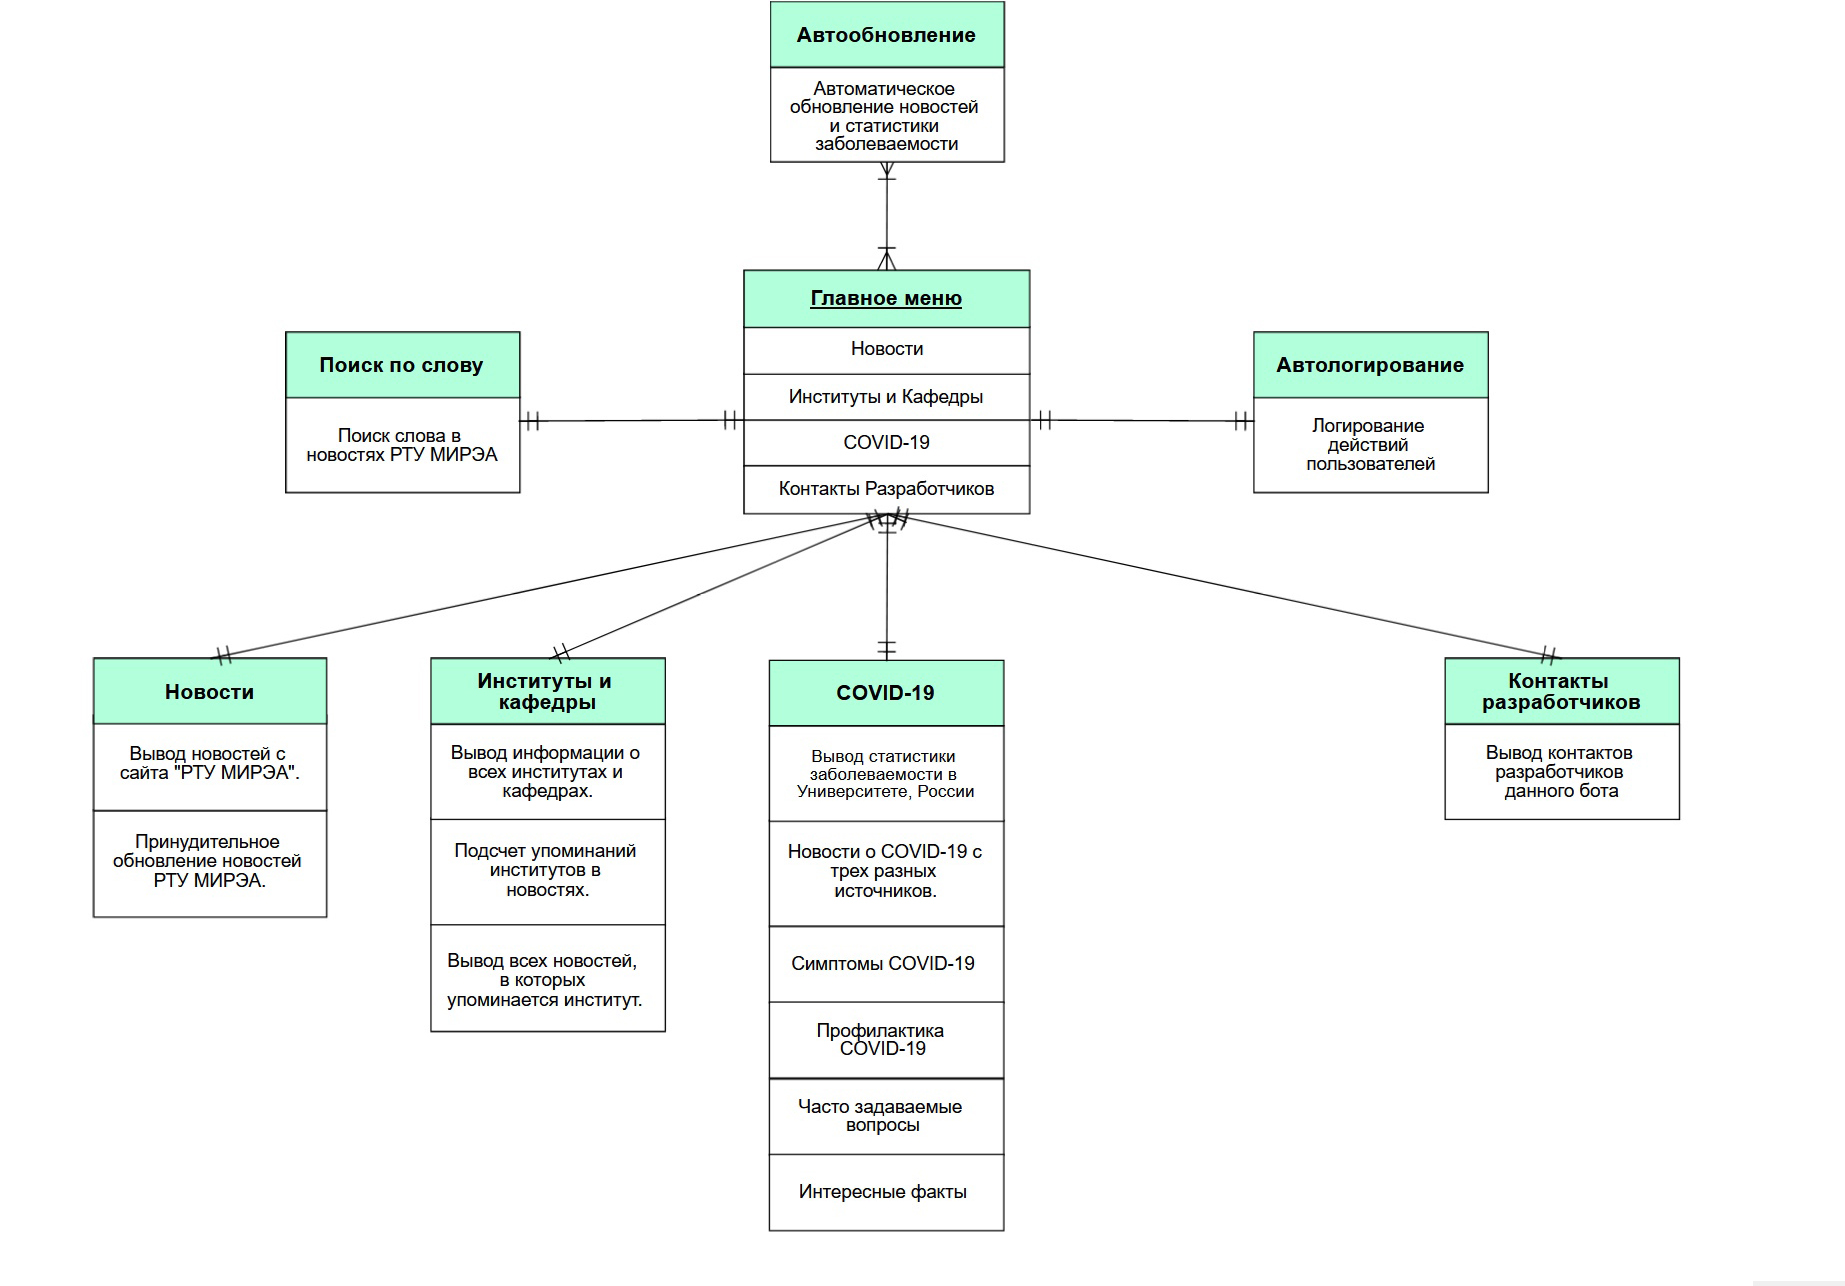 Автообновление
Автоматическое
обновление новостей
и статистики
заболеваемости
Главное меню
Новости
Институты и Кафедры
COVID-19
Контакты Разработчиков
Поиск по слову
Поиск слова в
новостях РТУ МИРЭА
Автологирование
Логирование
действий
пользователей
Новости
Вывод новостей с
сайта "РТУ МИРЭА".
Принудительное
обновление новостей
РТУ МИРЭА.
Институты и
кафедры
Вывод информации о
всех институтах и
кафедрах.
Подсчет упоминаний
институтов в
новостях.
Вывод всех новостей,
в которых
упоминается институт.
COVID-19
Вывод статистики
заболеваемости в
Университете, России
Новости о COVID-19 с
трех разных
источников.
Симптомы COVID-19
Профилактика
COVID-19
Часто задаваемые
вопросы
Интересные факты
Контакты
разработчиков
Вывод контактов
разработчиков
данного бота